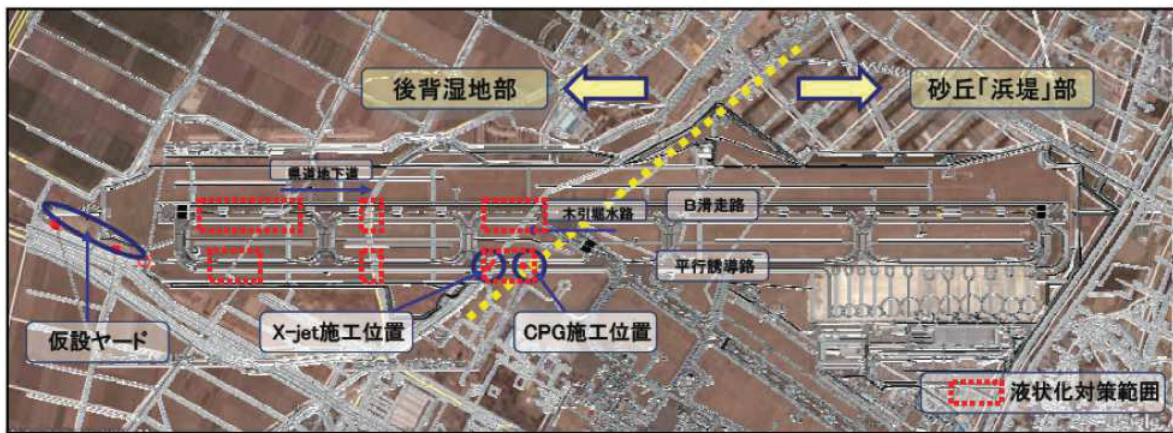 後背湿地部
砂丘「浜堤」部
県道地下道
木引堀水路
B滑走路
平行誘導路
仮設ヤード
X-jet施工位置
CPG施工位置
液状化対策範囲